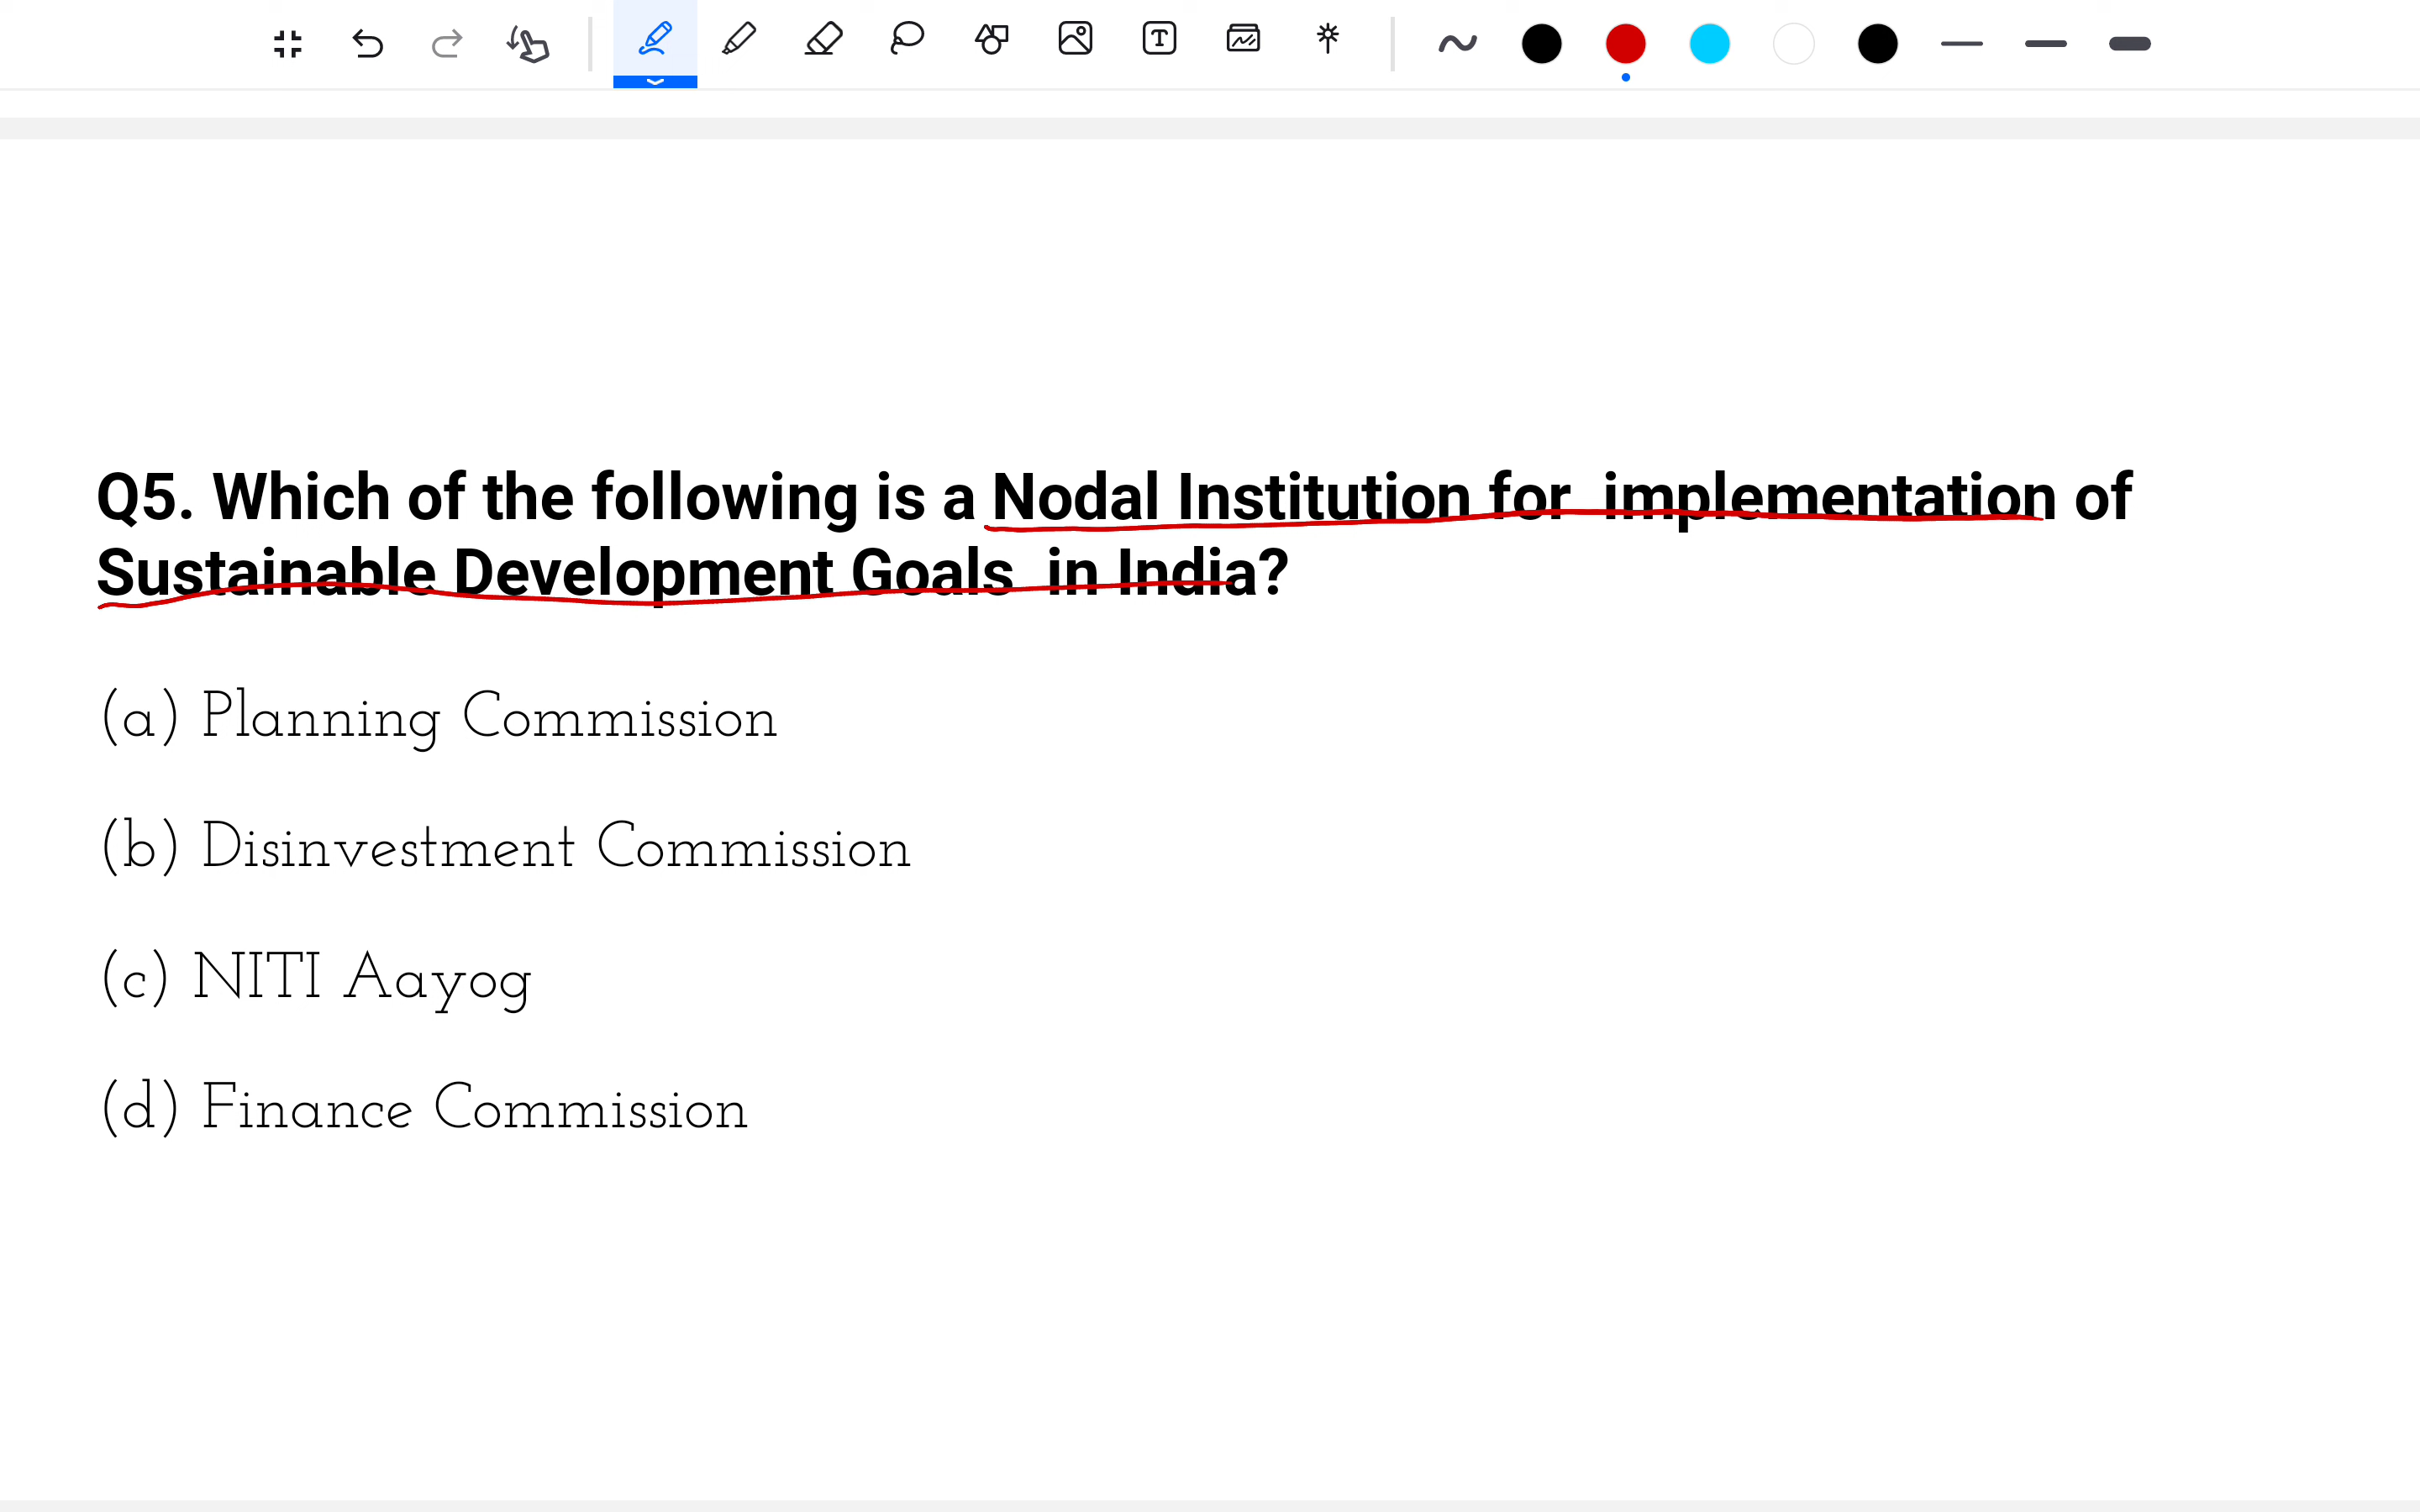 Q5. Which of the following is a Nodal Institution for implementation of
Sustainable Development Goals in India?
(a) Planning Commission
(b) Disinvestment Commission
(c) NITI Aayog
(d) Finance Commission